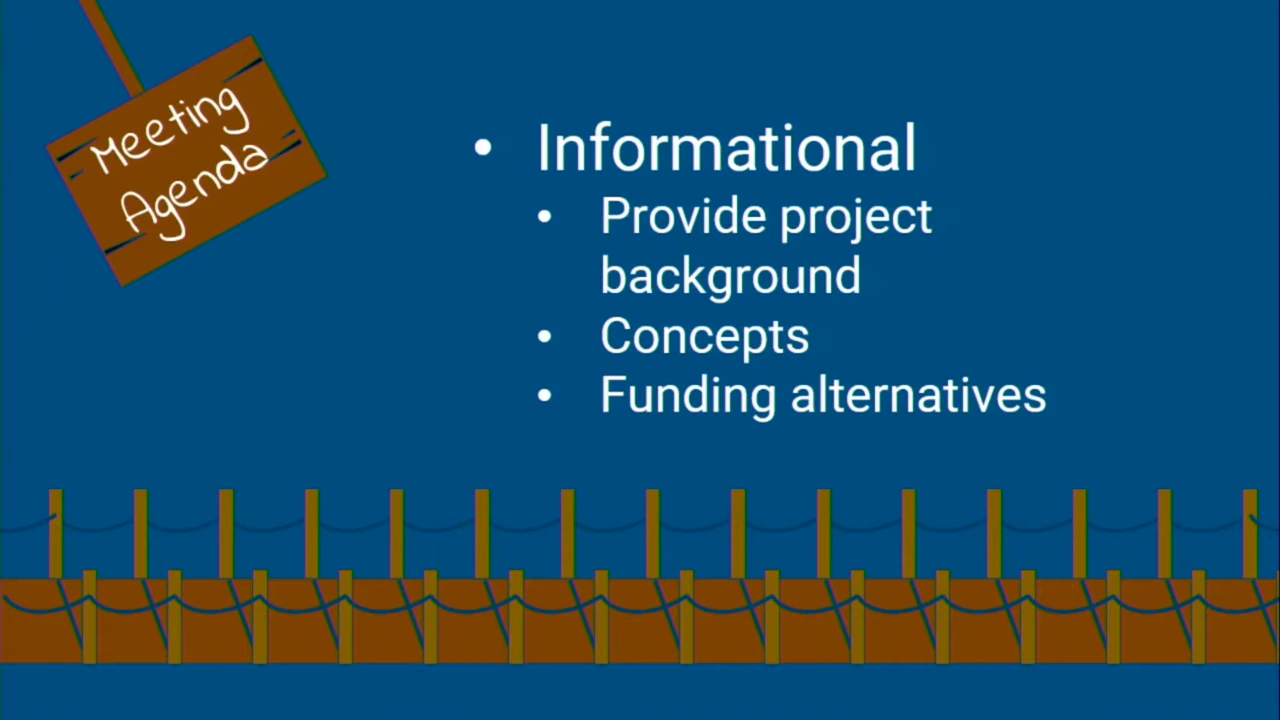 Meeting
Agenda
• Informational
• Provide project
background
• Concepts
• Funding alternatives